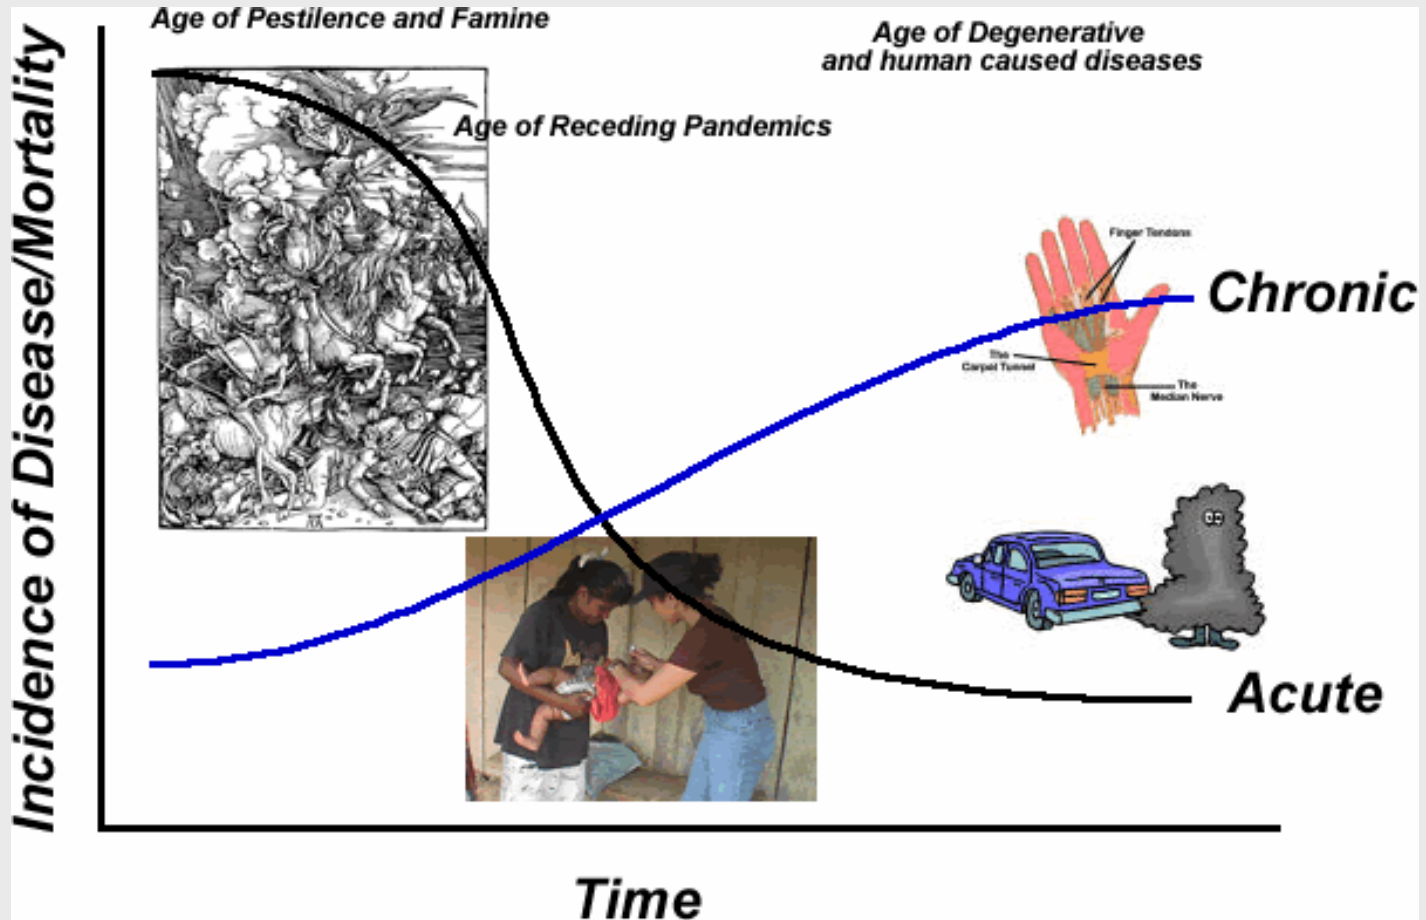 Age of Pestilence and Famine
Age of Degenerative
and human caused diseases
Age of Receding Pandemics
Incidence of Disease/Mortality
Finger Tendons
Chronic
The
Carpal Tunnel
The
Median Nerve
Acute
Time